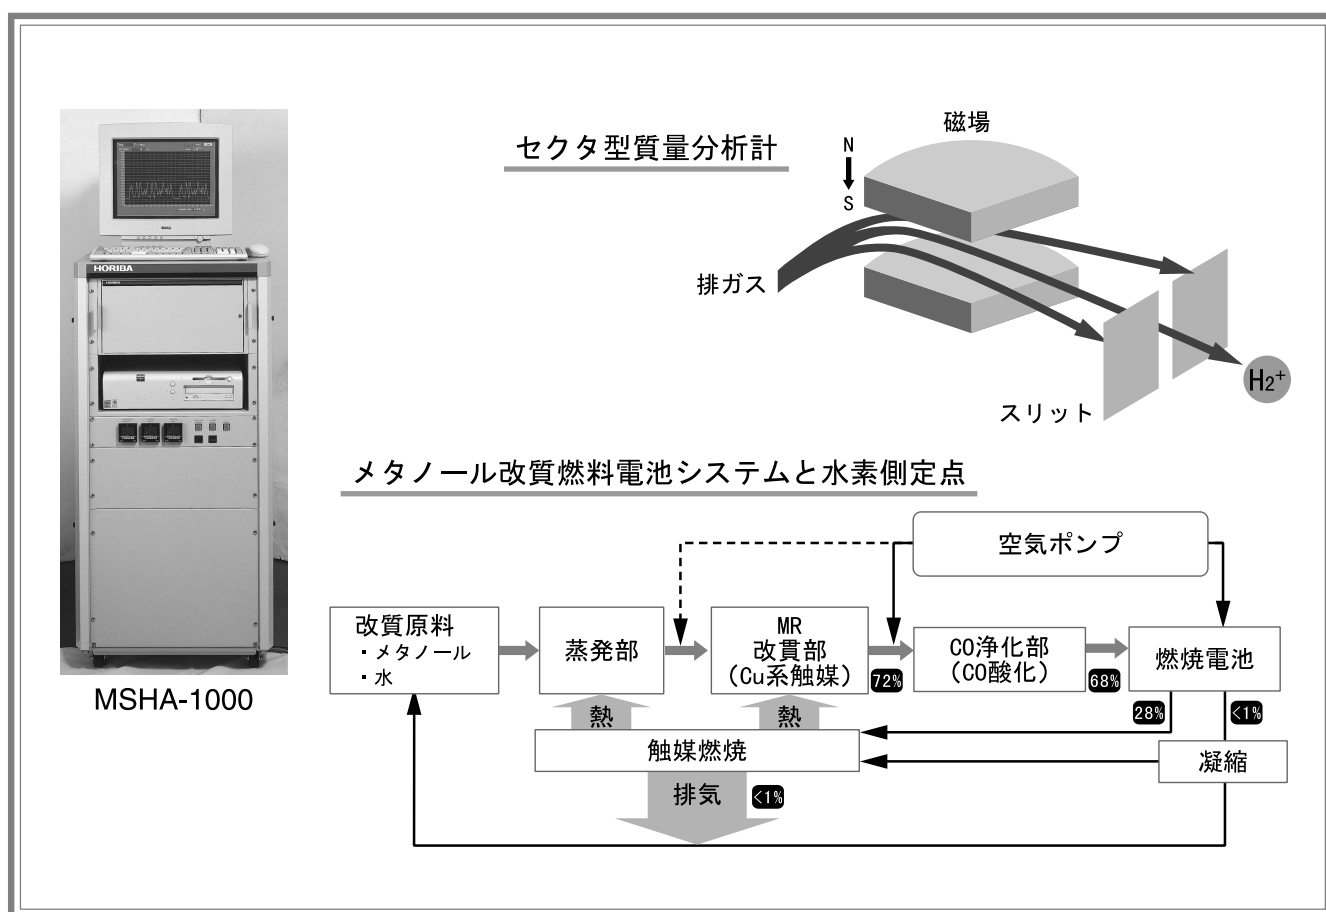 セクタ型質量分析計
磁場
N
S
排ガス
スリット
H2+
HORIBA
MSHA-1000
メタノール改質燃料電池システムと水素側定点
空気ポンプ
改質原料
・メタノール
・水
蒸発部
MR
改貫部
(Cu系触媒)
72%
CO浄化部
(CO酸化)
68%
燃焼電池
28%
<1%
熱
熱
触媒燃焼
凝縮
排気
<1%